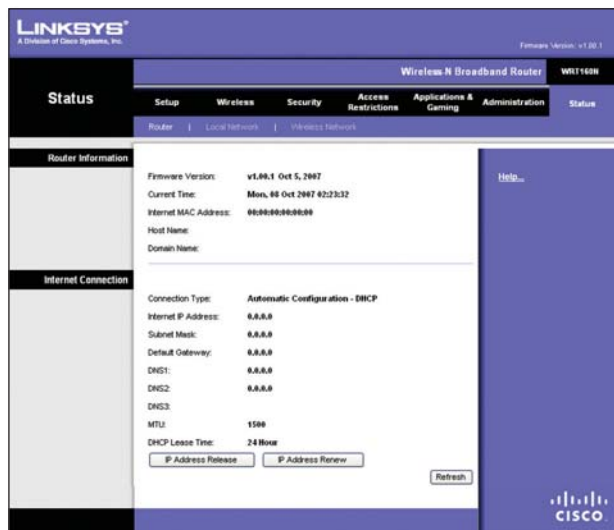 LINKSYS®
A Division of Cisco Systems, Inc.
Firmware Version: v1.00.1
Wireless-N Broadband Router WRT160N
Status
Setup Wireless Security Access Restrictions Applications & Gaming Administration Status
Router | Local Network | Wireless Network
Router Information
Firmware Version: v1.00.1 Oct 5, 2007
Help...
Current Time: Mon, 08 Oct 2007 02:23:32
Internet MAC Address: 00:00:00:00:00:00
Host Name:
Domain Name:
Internet Connection
Connection Type: Automatic Configuration - DHCP
Internet IP Address: 0.0.0.0
Subnet Mask: 0.0.0.0
Default Gateway: 0.0.0.0
DNS1: 0.0.0.0
DNS2: 0.0.0.0
DNS3:
MTU: 1500
DHCP Lease Time: 24 Hour
IP Address Release IP Address Renew
Refresh
CISCO.